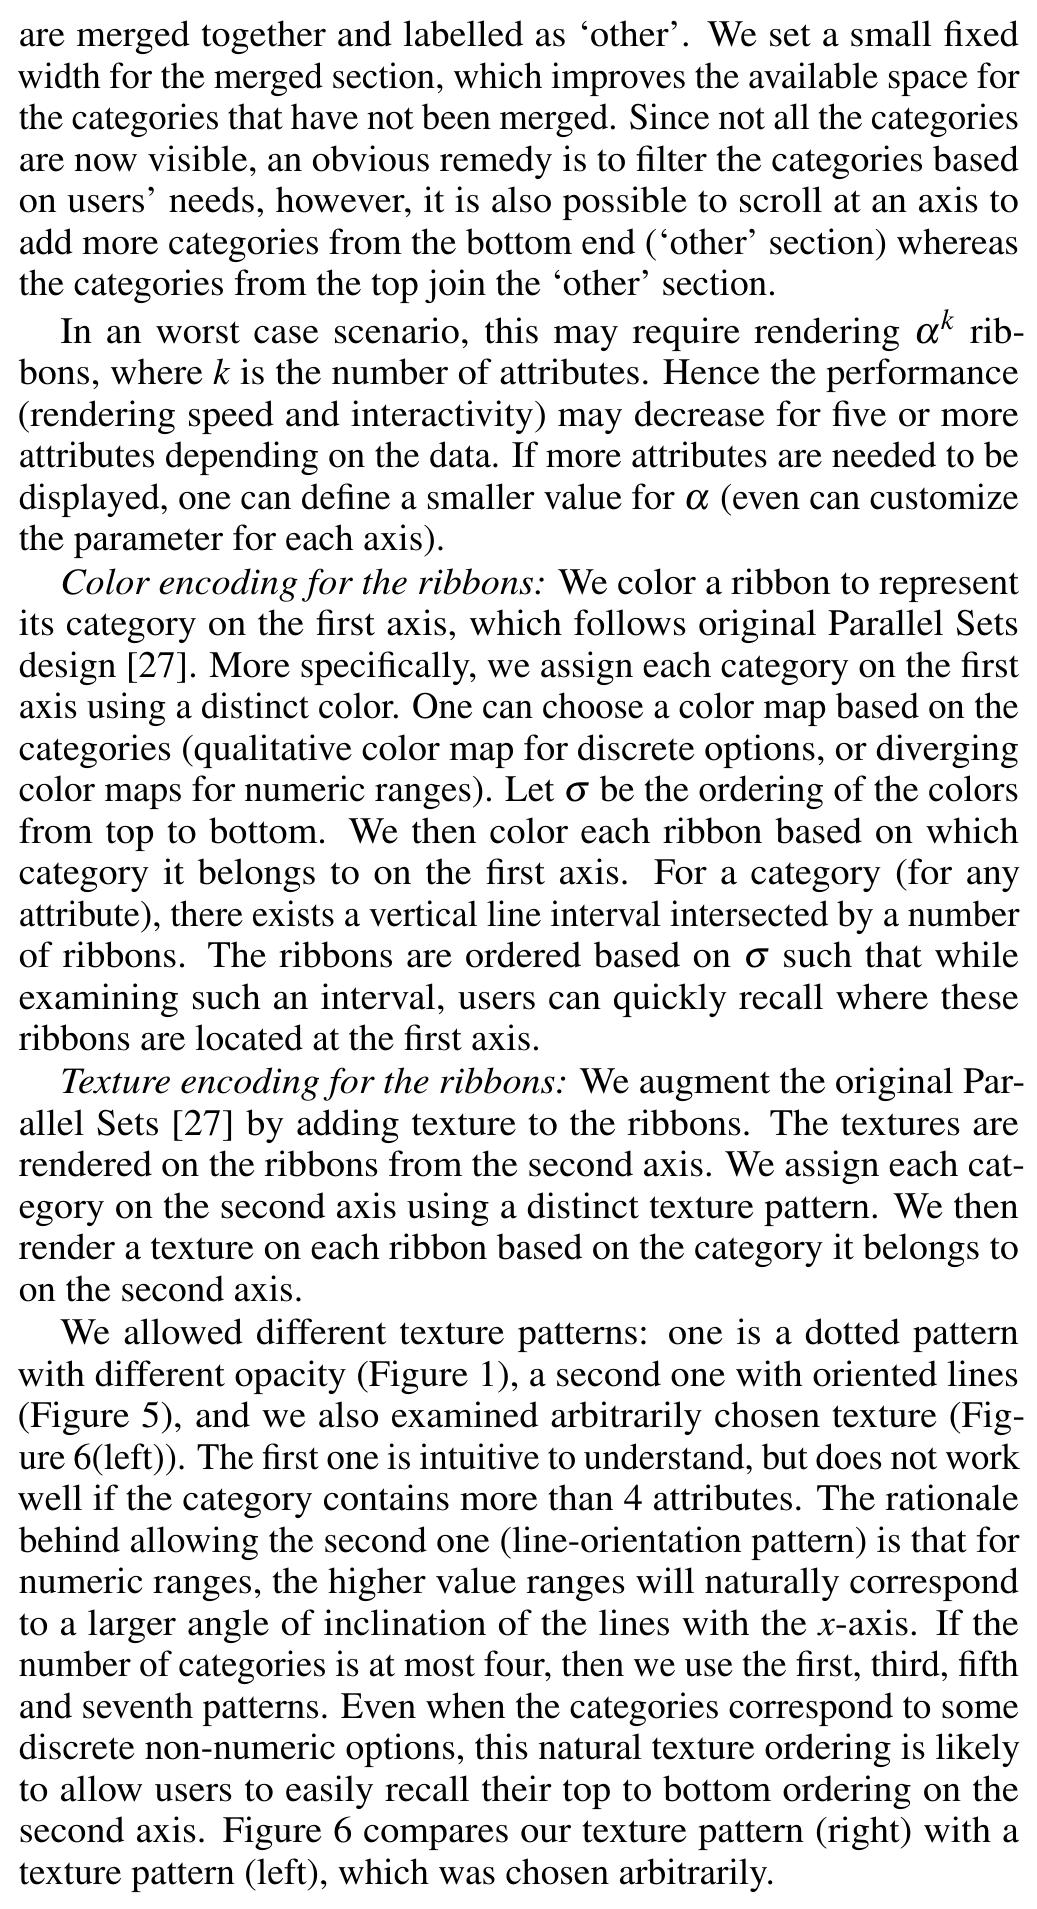 are merged together and labelled as ‘other’. We set a small fixed
width for the merged section, which improves the available space for
the categories that have not been merged. Since not all the categories
are now visible, an obvious remedy is to filter the categories based
on users’ needs, however, it is also possible to scroll at an axis to
add more categories from the bottom end (‘other’ section) whereas
the categories from the top join the ‘other’ section.
In an worst case scenario, this may require rendering α^k rib-
bons, where k is the number of attributes. Hence the performance
(rendering speed and interactivity) may decrease for five or more
attributes depending on the data. If more attributes are needed to be
displayed, one can define a smaller value for α (even can customize
the parameter for each axis).
Color encoding for the ribbons: We color a ribbon to represent
its category on the first axis, which follows original Parallel Sets
design [27]. More specifically, we assign each category on the first
axis using a distinct color. One can choose a color map based on the
categories (qualitative color map for discrete options, or diverging
color maps for numeric ranges). Let σ be the ordering of the colors
from top to bottom. We then color each ribbon based on which
category it belongs to on the first axis. For a category (for any
attribute), there exists a vertical line interval intersected by a number
of ribbons. The ribbons are ordered based on σ such that while
examining such an interval, users can quickly recall where these
ribbons are located at the first axis.
Texture encoding for the ribbons: We augment the original Par-
allel Sets [27] by adding texture to the ribbons. The textures are
rendered on the ribbons from the second axis. We assign each cat-
egory on the second axis using a distinct texture pattern. We then
render a texture on each ribbon based on the category it belongs to
on the second axis.
We allowed different texture patterns: one is a dotted pattern
with different opacity (Figure 1), a second one with oriented lines
(Figure 5), and we also examined arbitrarily chosen texture (Fig-
ure 6(left)). The first one is intuitive to understand, but does not work
well if the category contains more than 4 attributes. The rationale
behind allowing the second one (line-orientation pattern) is that for
numeric ranges, the higher value ranges will naturally correspond
to a larger angle of inclination of the lines with the x-axis. If the
number of categories is at most four, then we use the first, third, fifth
and seventh patterns. Even when the categories correspond to some
discrete non-numeric options, this natural texture ordering is likely
to allow users to easily recall their top to bottom ordering on the
second axis. Figure 6 compares our texture pattern (right) with a
texture pattern (left), which was chosen arbitrarily.